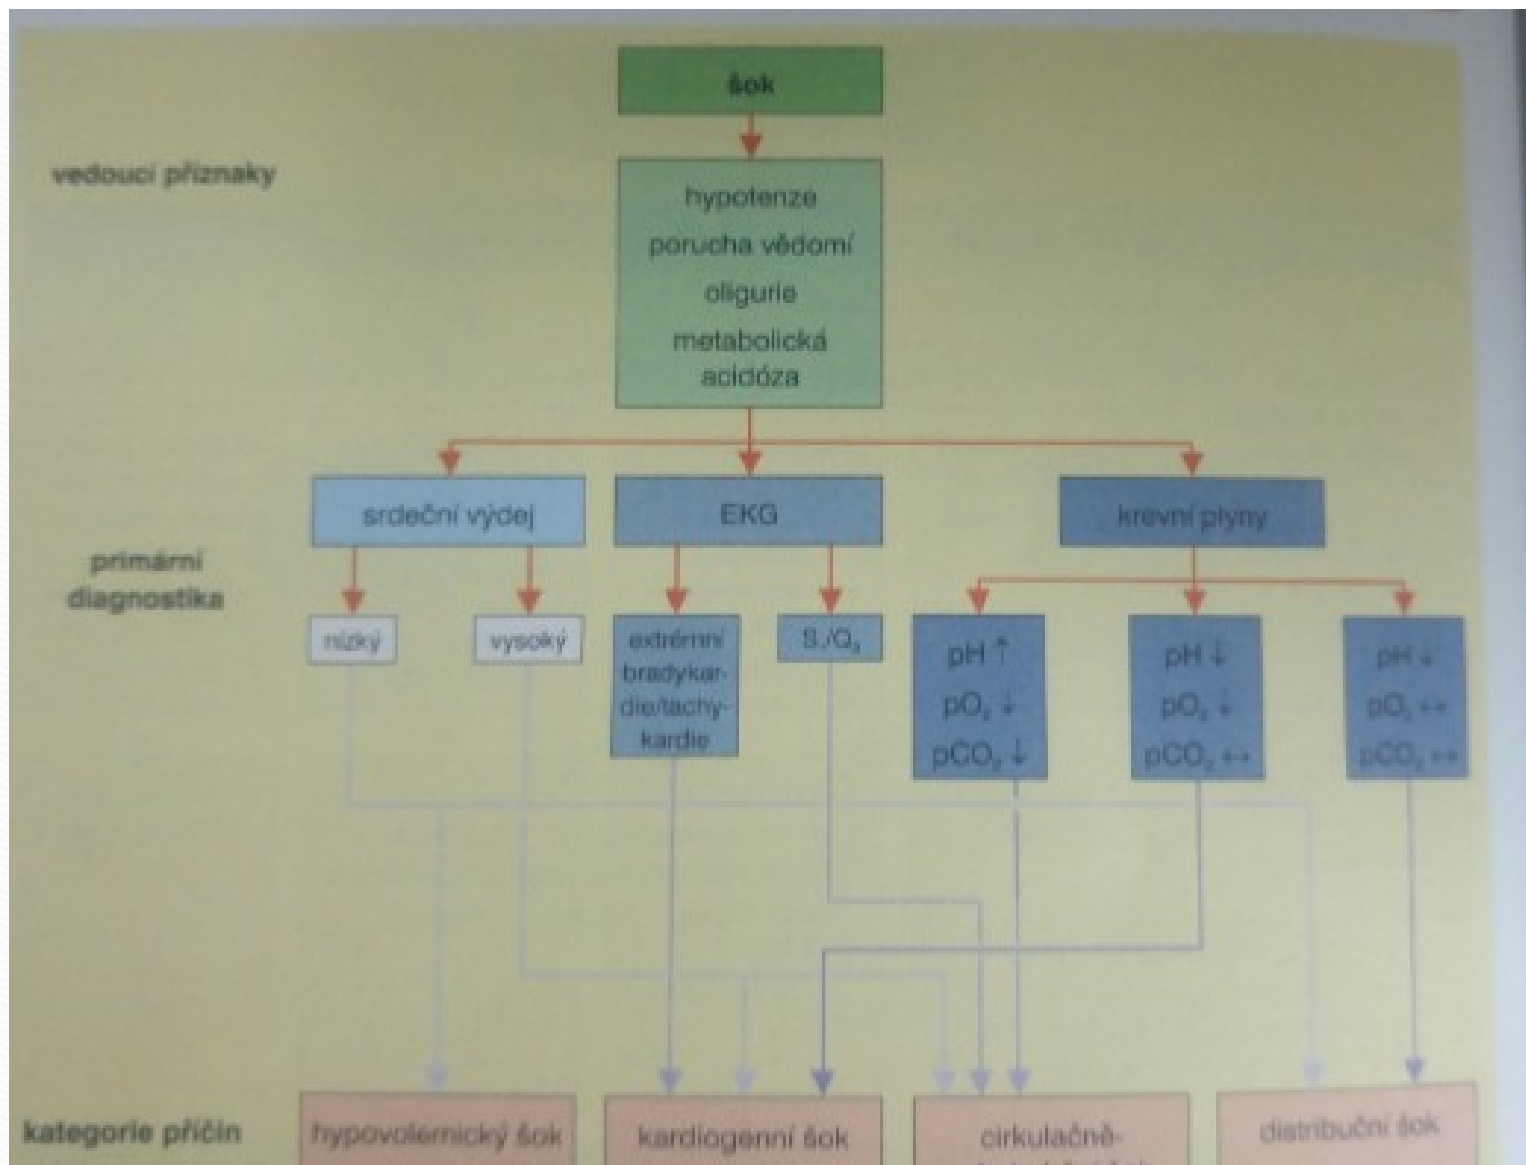 šok
vedoucí příznaky
hypotenze
porucha vědomí
oligurie
metabolická
acidóza
srdeční výdej
EKG
krevní plyny
primární
diagnostika
nízký
vysoký
extrémní
bradykar-
die/tachy-
kardie
S₁/Q₃
pH ↑
pO₂ ↓
pCO₂ ↓
pH ↓
pO₂ ↓
pCO₂ ↔
pH ↓
pO₂ ↔
pCO₂ ↔
kategorie příčin
hypovolemický šok
kardiogenní šok
cirkulačně-
distribuční šok